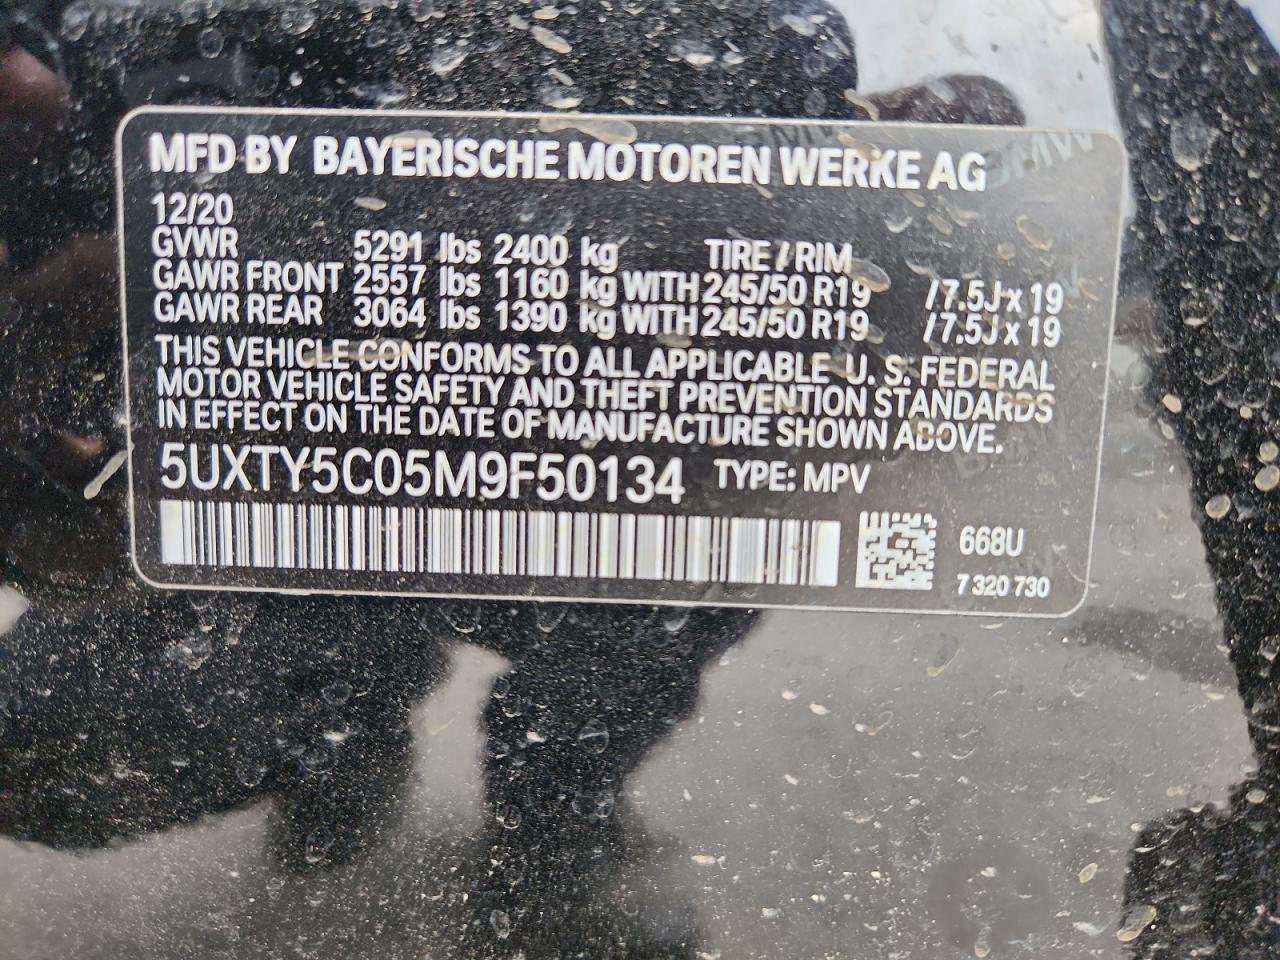 MFD BY BAYERISCHE MOTOREN WERKE AG
12/20
GVWR 5291 lbs 2400 kg TIRE / RIM
GAWR FRONT 2557 lbs 1160 kg WITH 245/50 R19 / 7.5J x 19
GAWR REAR 3064 lbs 1390 kg WITH 245/50 R19 / 7.5J x 19
THIS VEHICLE CONFORMS TO ALL APPLICABLE U. S. FEDERAL
MOTOR VEHICLE SAFETY AND THEFT PREVENTION STANDARDS
IN EFFECT ON THE DATE OF MANUFACTURE SHOWN ABOVE.
5UXTY5C05M9F50134 TYPE: MPV
668U
7 320 730